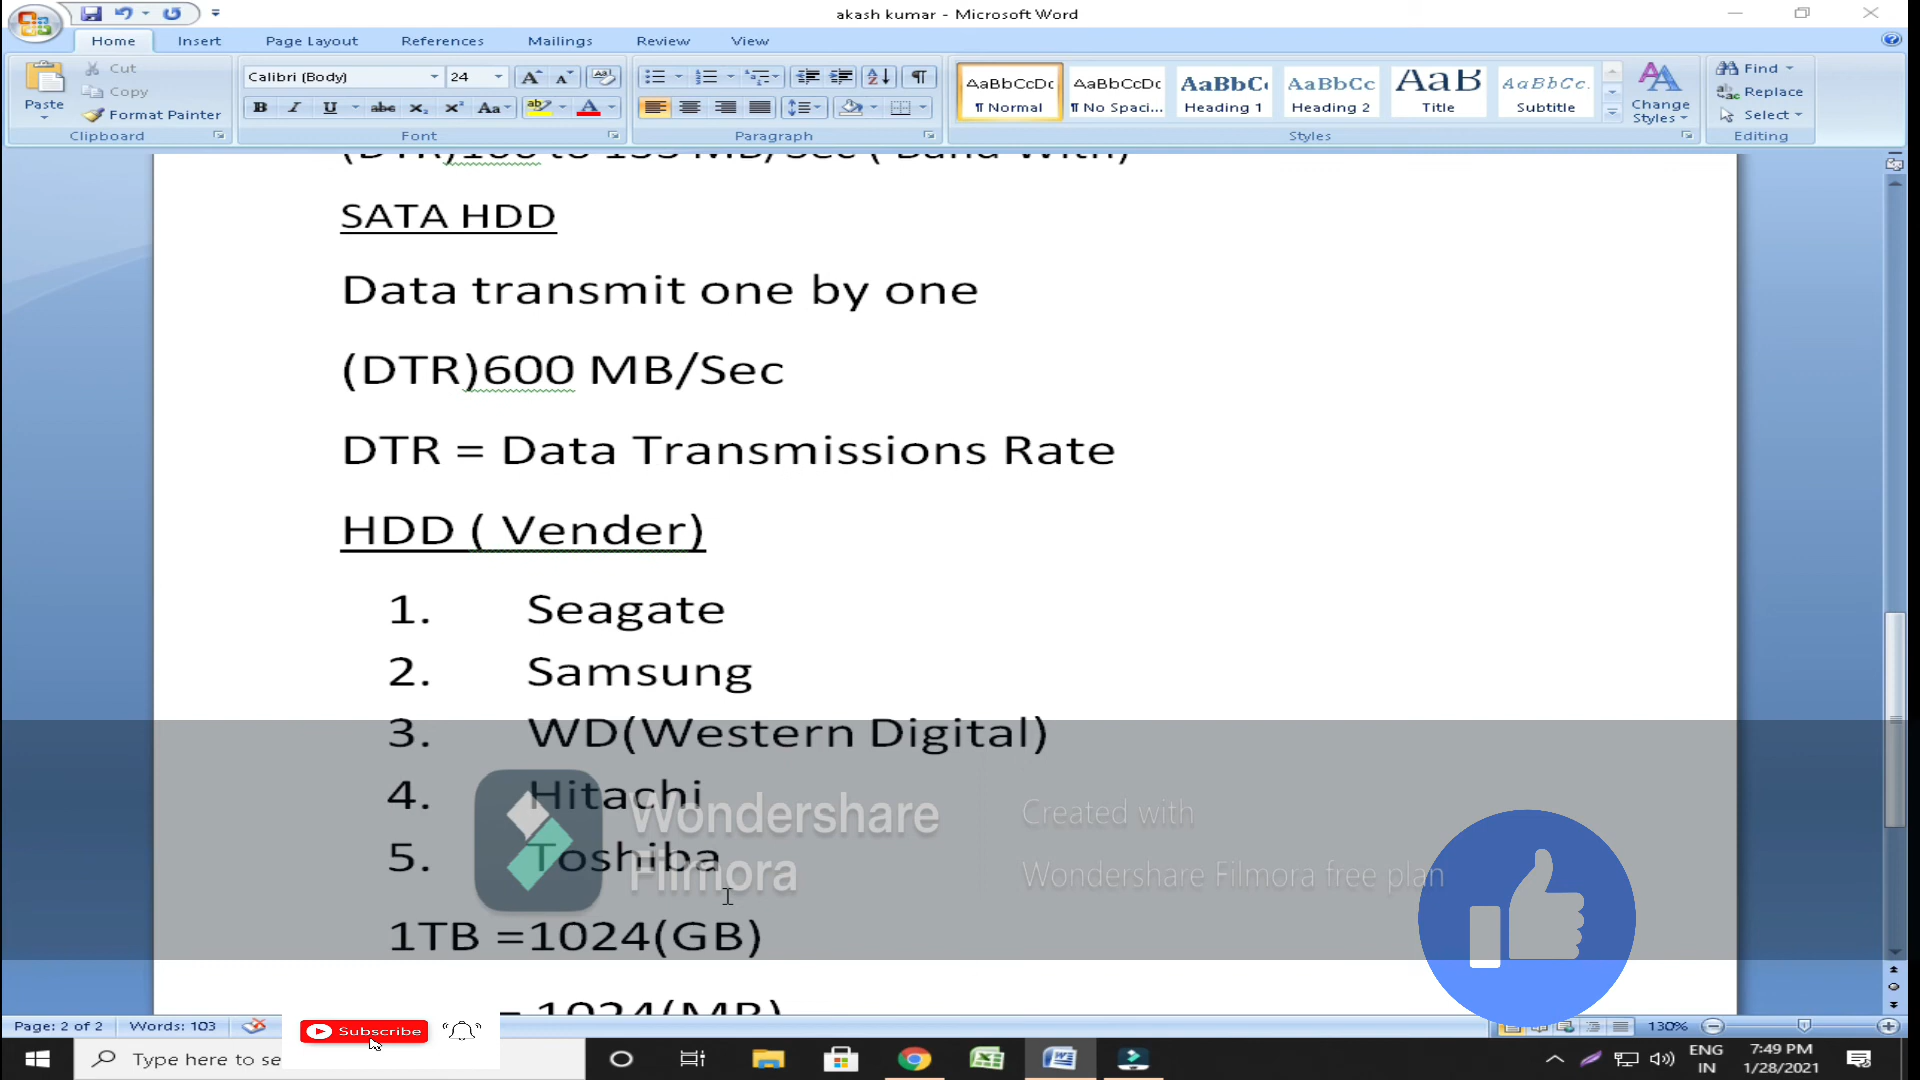 akash kumar - Microsoft Word
Home Insert Page Layout References Mailings Review View
Paste
Cut
Copy
Format Painter
Clipboard
Calibri (Body) 24
Font
Paragraph
AaBbCcDc AaBbCcDc AaBbC AaBbCc AaB AaBbCc.
¶ Normal ¶ No Spaci... Heading 1 Heading 2 Title Subtitle
Change Styles
Styles
Find
Replace
Select
Editing
SATA HDD
Data transmit one by one
(DTR)600 MB/Sec
DTR = Data Transmissions Rate
HDD ( Vender)
1. Seagate
2. Samsung
3. WD(Western Digital)
4. Hitachi
5. Toshiba
Wondershare
Filmora
Created with
Wondershare Filmora free plan
1TB =1024(GB)
= 1024(MB)
Page: 2 of 2 Words: 103
Subscribe
130%
Type here to se
ENG
IN
7:49 PM
1/28/2021